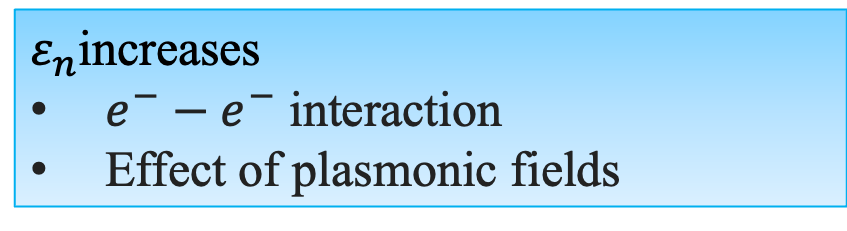 εₙ increases
• e⁻ − e⁻ interaction
• Effect of plasmonic fields